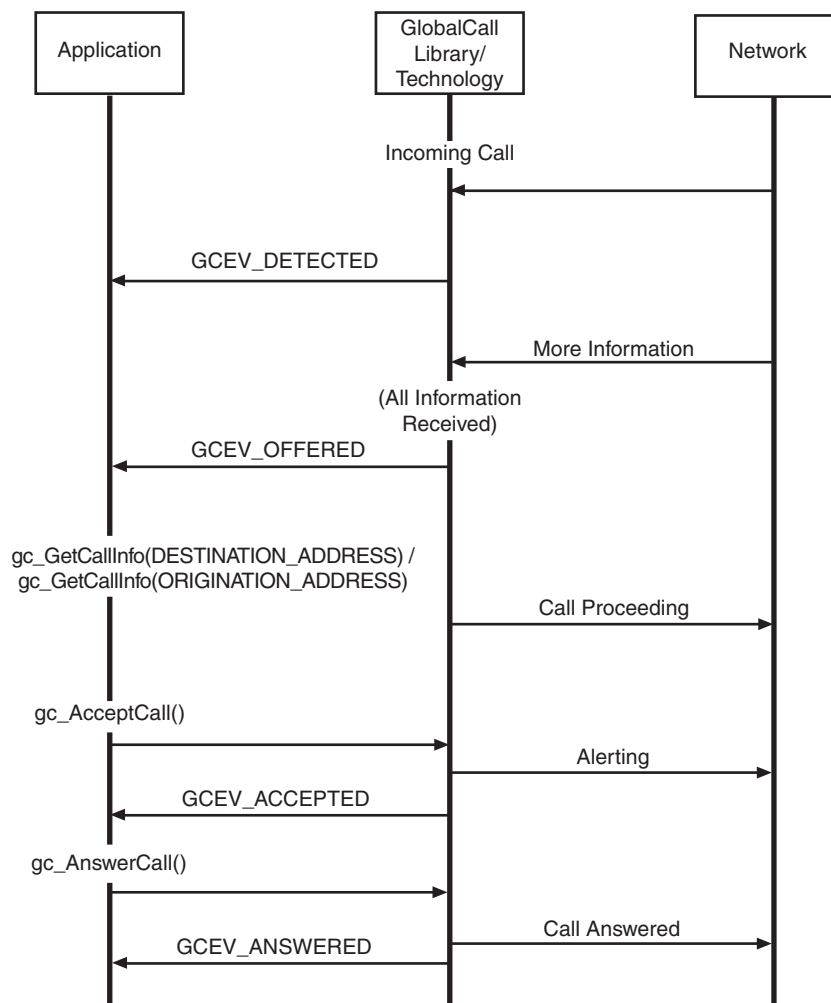 Application
GlobalCall
Library/
Technology
Network
Incoming Call
GCEV_DETECTED
More Information
(All Information
Received)
GCEV_OFFERED
gc_GetCallInfo(DESTINATION_ADDRESS) /
gc_GetCallInfo(ORIGINATION_ADDRESS)
Call Proceeding
gc_AcceptCall()
Alerting
GCEV_ACCEPTED
gc_AnswerCall()
Call Answered
GCEV_ANSWERED